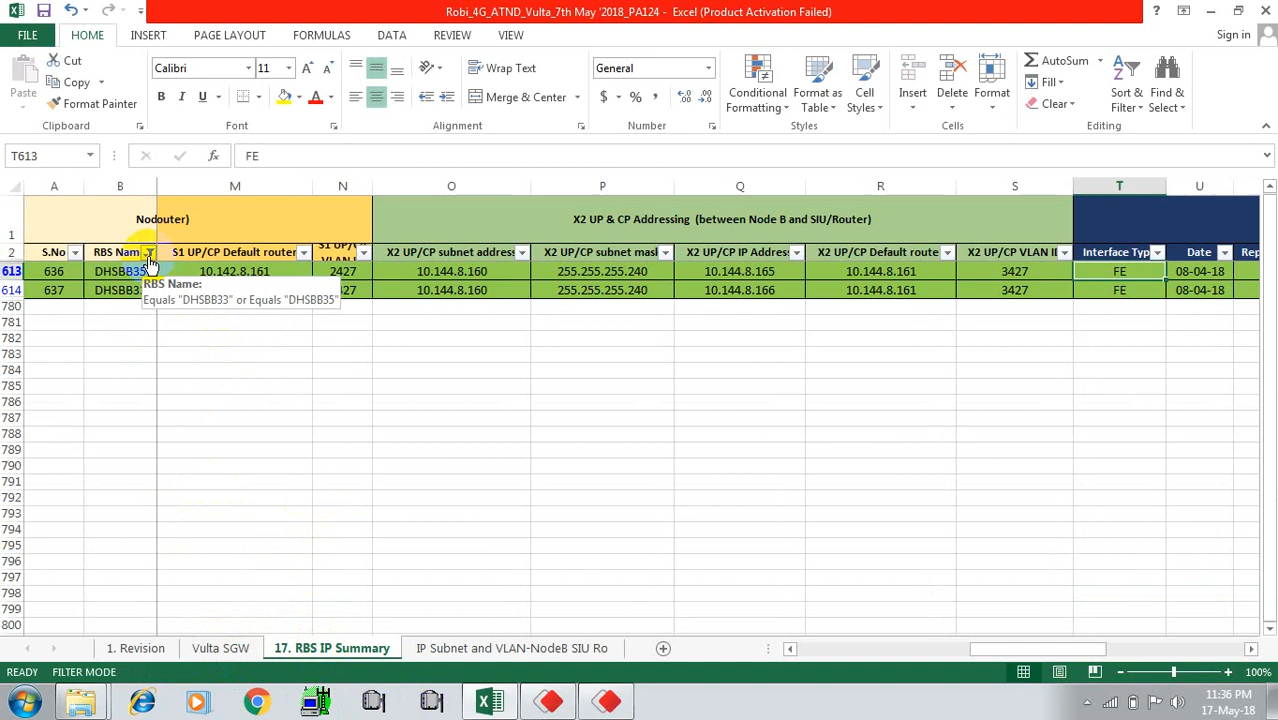 Robi_4G_ATND_Vulta_7th May '2018_PA124 - Excel (Product Activation Failed)
FILE HOME INSERT PAGE LAYOUT FORMULAS DATA REVIEW VIEW Sign in
Paste Cut Copy Format Painter
Calibri 11 B I U A
Wrap Text Merge & Center
General $ %
Conditional Formatting Format as Table Cell Styles
Insert Delete Format
AutoSum Fill Clear Sort & Filter Find & Select
Clipboard Font Alignment Number Styles Cells Editing
T613 fx FE
A B M N O P Q R S T U
1 Nodouter) X2 UP & CP Addressing (between Node B and SIU/Router)
2 S.No RBS Nam S1 UP/CP Default router X2 UP/CP subnet address X2 UP/CP subnet mask X2 UP/CP IP Address X2 UP/CP Default route X2 UP/CP VLAN I Interface Typ Date Rep
613 636 DHSBB35 10.142.8.161 2427 10.144.8.160 255.255.255.240 10.144.8.165 10.144.8.161 3427 FE 08-04-18
614 637 DHSBB3 10.144.8.160 255.255.255.240 10.144.8.165 10.144.8.161 3427 FE 08-04-18
RBS Name:
Equals "DHSBB33" or Equals "DHSBB35"
780
781
782
783
784
785
786
787
788
789
790
791
792
793
794
795
796
797
798
799
800
1. Revision Vulta SGW 17. RBS IP Summary IP Subnet and VLAN-NodeB SIU Ro
READY FILTER MODE 100%
11:36 PM
17-May-18